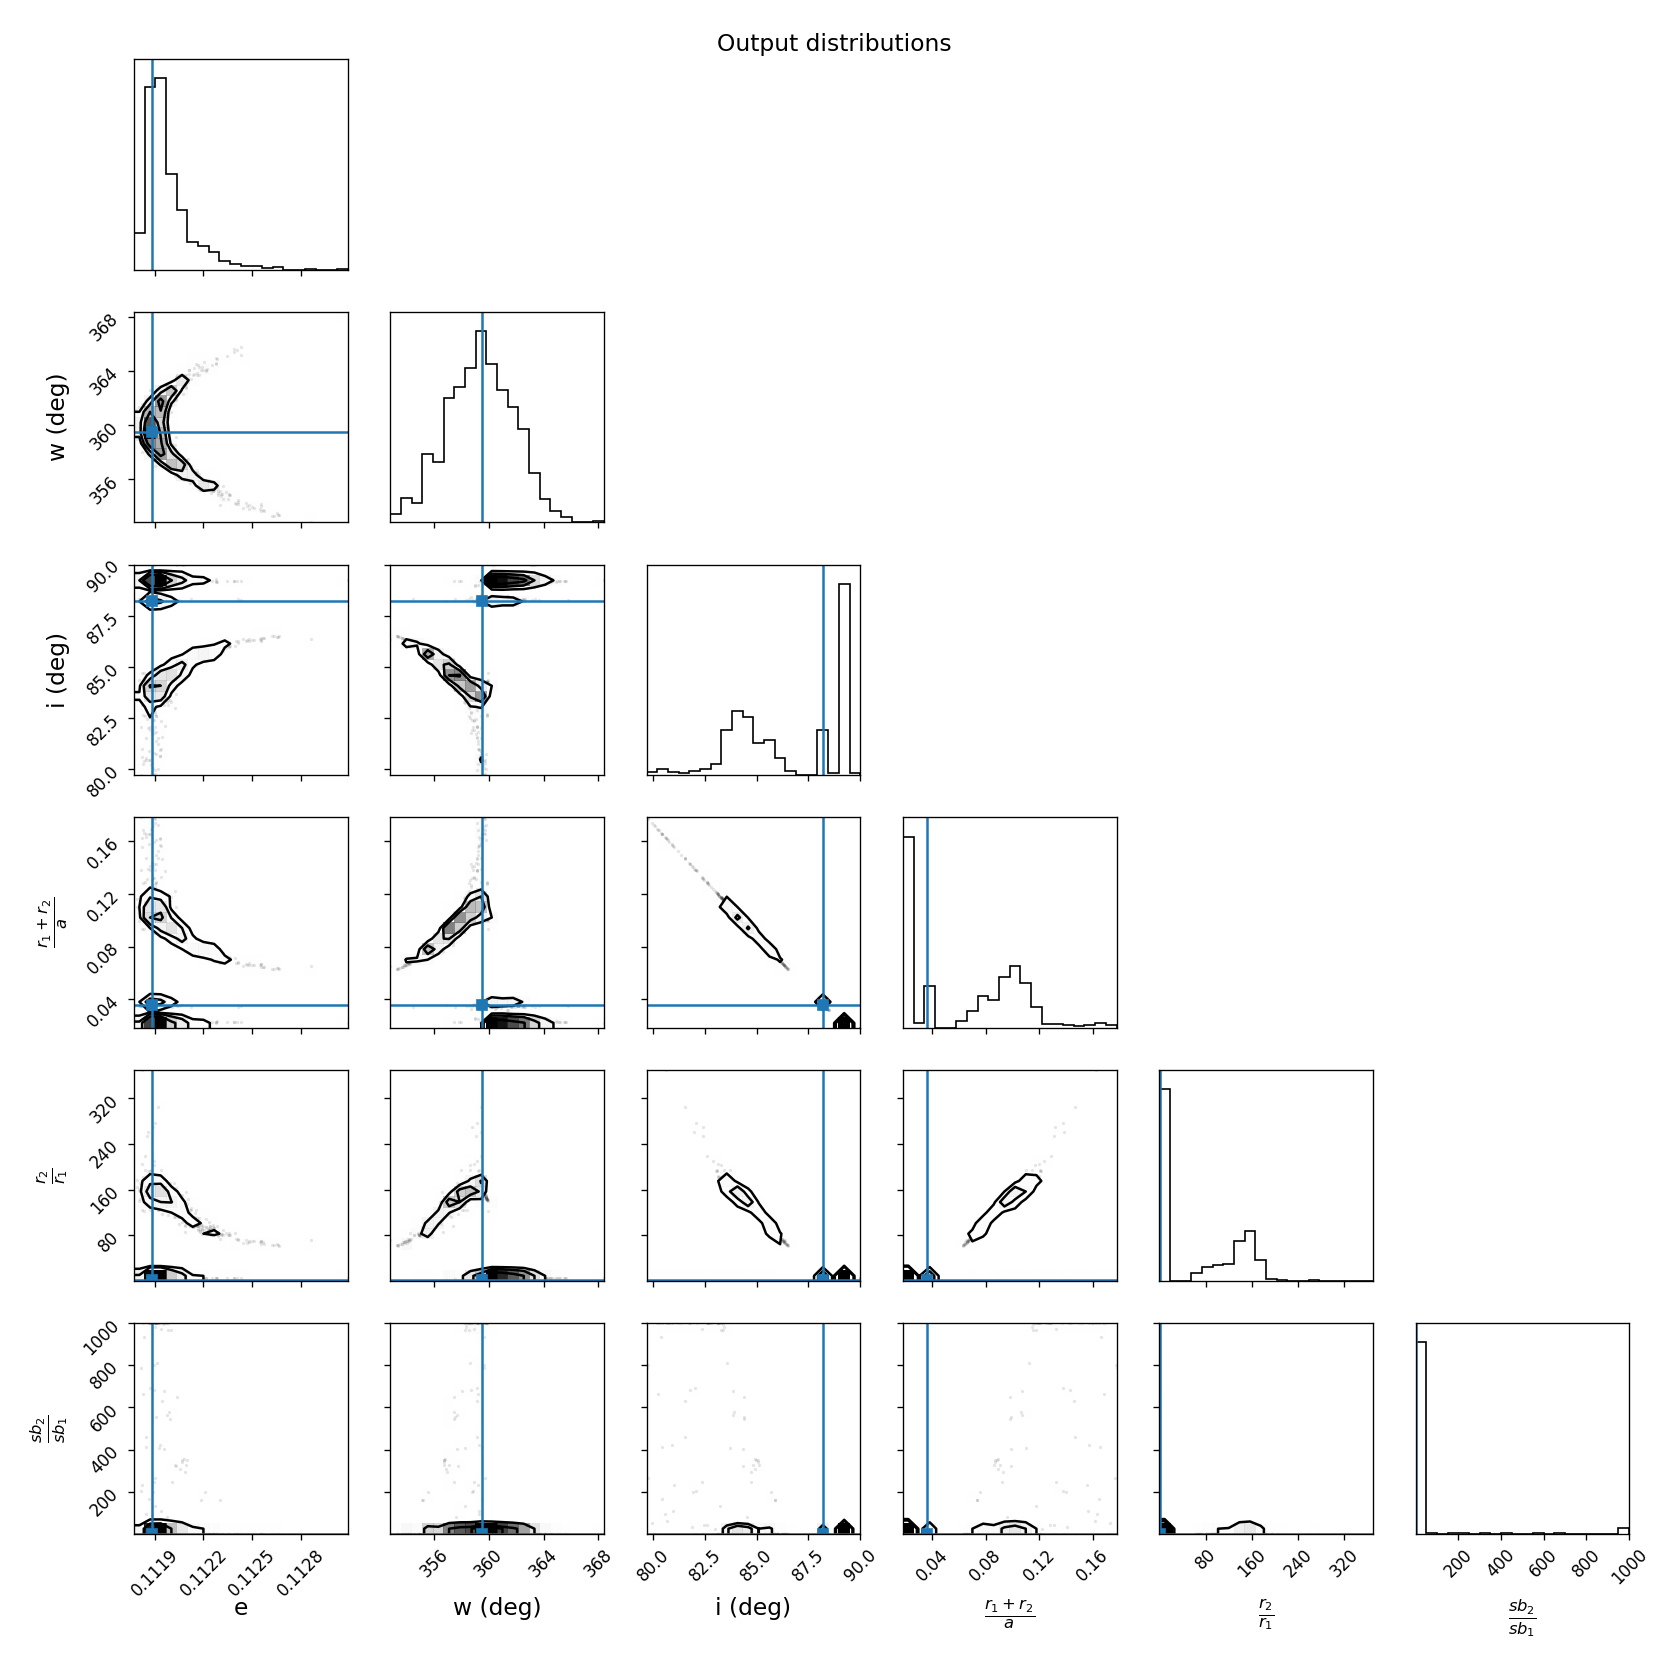 Output distributions
w (deg)
368
364
360
356
i (deg)
90.0
87.5
85.0
82.5
80.0
r₁ + r₂
a
0.16
0.12
0.08
0.04
r₂
r₁
320
240
160
80
sb₂
sb₁
1000
800
600
400
200
0.1119 0.1122 0.1125 0.1128 356 360 364 368 80.0 82.5 85.0 87.5 90.0 0.04 0.08 0.12 0.16 80 160 240 320 200 400 600 800 1000
e w (deg) i (deg)
r₁ + r₂
a
r₂
r₁
sb₂
sb₁